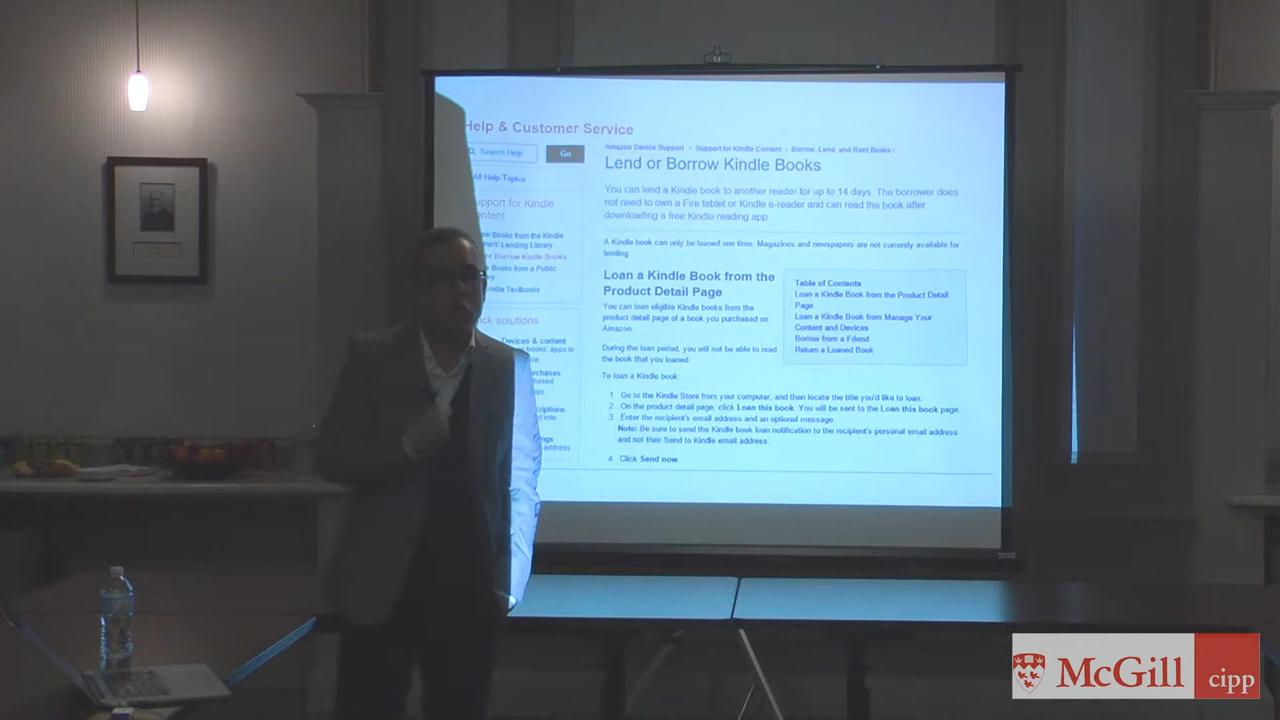 Help & Customer Service
Search Help
Go
All Help Topics
Borrow Kindle Books
Books from a Public
Textbooks
solutions
Devices & content
address
Amazon Device Support › Support for Kindle Content › Borrow, Lend, and Rent Books ›
Lend or Borrow Kindle Books
You can lend a Kindle book to another reader for up to 14 days. The borrower does
not need to own a Fire tablet or Kindle e-reader and can read the book after
downloading a free Kindle reading app.
A Kindle book can only be loaned one time. Magazines and newspapers are not currently available for
lending.
Loan a Kindle Book from the
Product Detail Page
You can loan eligible Kindle books from the
product detail page of a book you purchased on
Amazon.
During the loan period, you will not be able to read
the book that you loaned.
To loan a Kindle book:
1. Go to the Kindle Store from your computer, and then locate the title you'd like to loan.
2. On the product detail page, click Loan this book. You will be sent to the Loan this book page.
3. Enter the recipient's email address and an optional message.
Note: Be sure to send the Kindle book loan notification to the recipient's personal email address
and not their Send to Kindle email address.
4. Click Send now.
Table of Contents
Loan a Kindle Book from the Product Detail
Page
Loan a Kindle Book from Manage Your
Content and Devices
Borrow from a Friend
Return a Loaned Book
McGill
cipp